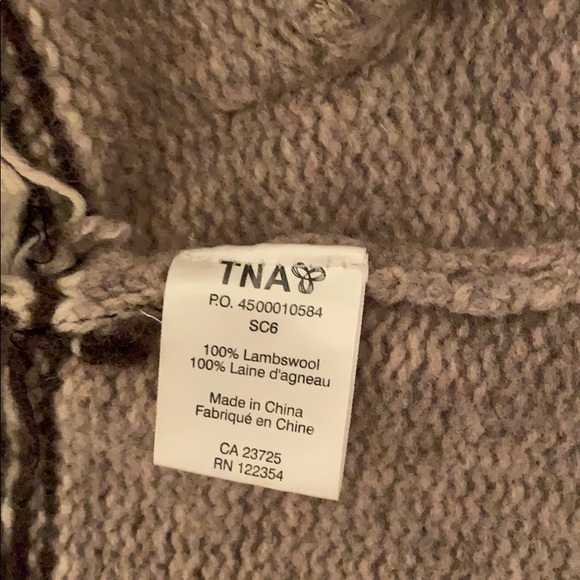 TNA
P.O. 4500010584
SC6
100% Lambswool
100% Laine d'agneau
Made in China
Fabriqué en Chine
CA 23725
RN 122354